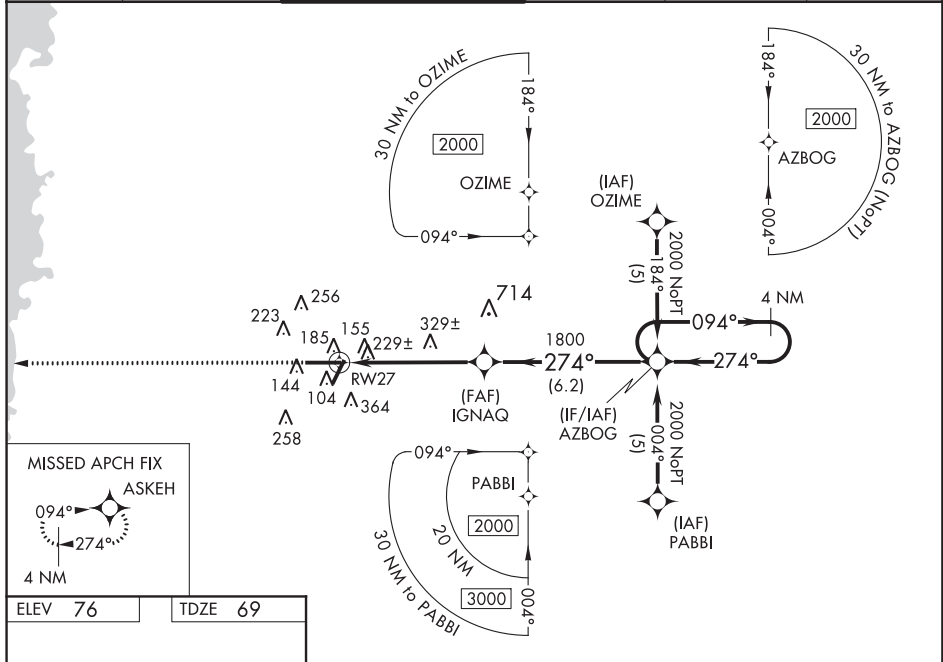 30 NM to OZIME
184°
2000
OZIME
094°
184°
30 NM to AZBOG (NoPT)
2000
AZBOG
004°
(IAF)
OZIME
2000 NoPT
184°
(5)
4 NM
094°
274°
256
223
185
155
229±
329±
714
1800
274°
(6.2)
RW27
144
104
364
258
(FAF)
IGNAQ
(IF/IAF)
AZBOG
2000 NoPT
004°
(5)
(IAF)
PABBI
094°
PABBI
2000
20 NM
30 NM to PABBI
3000
004°
MISSED APCH FIX
ASKEH
094°
274°
4 NM
ELEV 76
TDZE 69